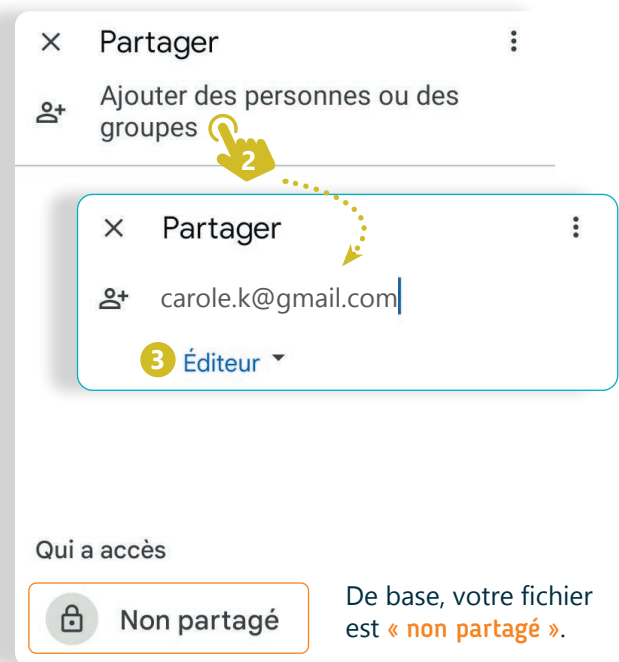 Partager
Ajouter des personnes ou des
groupes
2
Partager
carole.k@gmail.com
3 Éditeur
Qui a accès
Non partagé
De base, votre fichier
est « non partagé ».